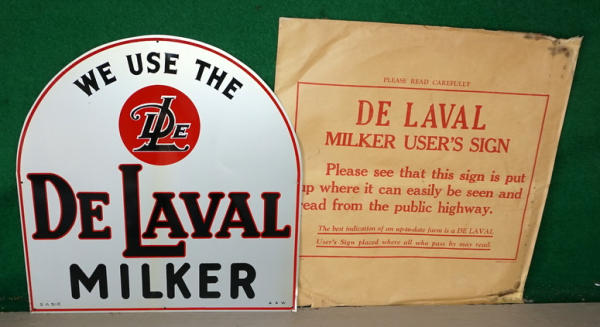 WE USE THE
DE LAVAL
DE LAVAL
MILKER
PLEASE READ CAREFULLY
DE LAVAL
MILKER USER'S SIGN
Please see that this sign is put
up where it can easily be seen and
read from the public highway.
The best indication of an up-to-date farm is a DE LAVAL
User's Sign placed where all who pass by may read.